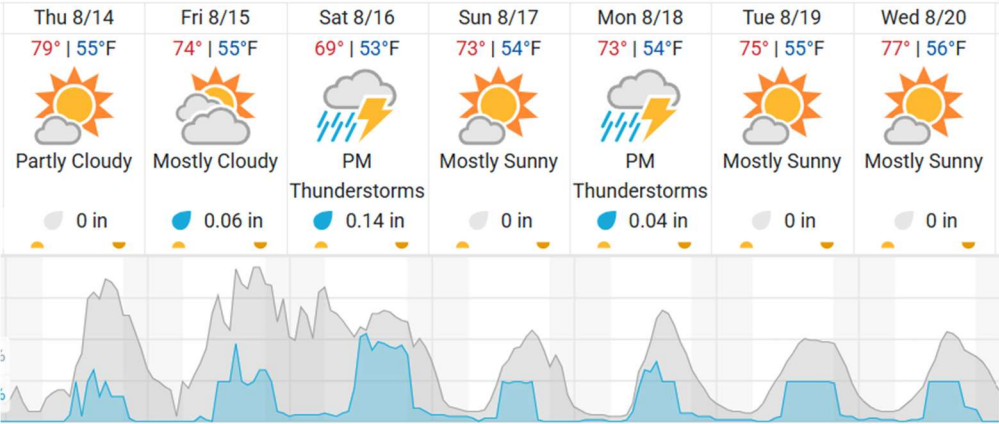 Thu 8/14 Fri 8/15 Sat 8/16 Sun 8/17 Mon 8/18 Tue 8/19 Wed 8/20
79° | 55°F 74° | 55°F 69° | 53°F 73° | 54°F 73° | 54°F 75° | 55°F 77° | 56°F
Partly Cloudy Mostly Cloudy PM Mostly Sunny PM Mostly Sunny Mostly Sunny
Thunderstorms Thunderstorms
0 in 0.06 in 0.14 in 0 in 0.04 in 0 in 0 in